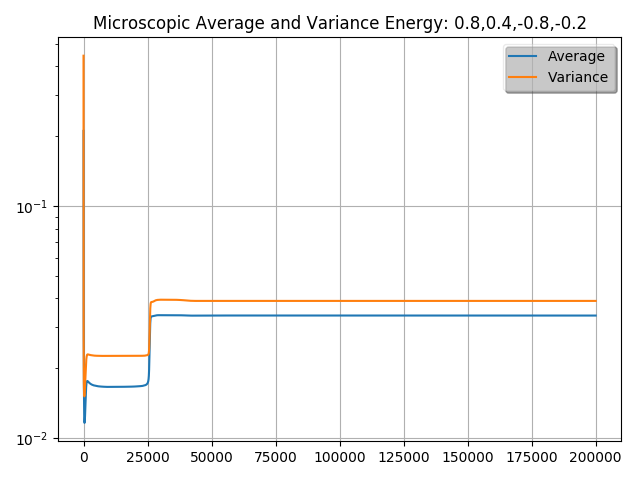 Microscopic Average and Variance Energy: 0.8,0.4,-0.8,-0.2
Average
Variance
10⁻¹
10⁻²
0 25000 50000 75000 100000 125000 150000 175000 200000